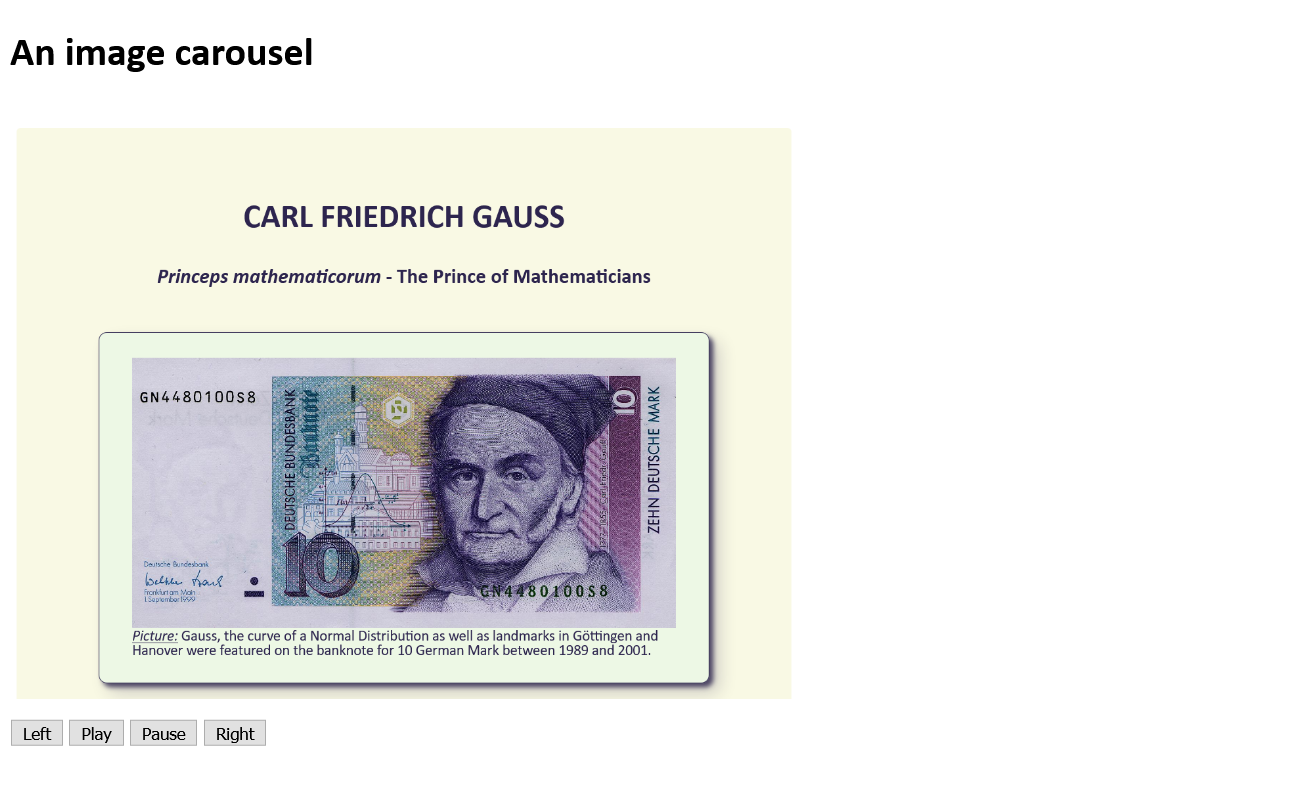 An image carousel
CARL FRIEDRICH GAUSS
Princeps mathematicorum - The Prince of Mathematicians
GN4480100S8
DEUTSCHE BUNDESBANK
Banknote
10
ZEHN DEUTSCHE MARK
10
Deutsche Bundesbank
Frankfurt am Main
1. September 1999
GN4480100S8
Picture: Gauss, the curve of a Normal Distribution as well as landmarks in Göttingen and
Hanover were featured on the banknote for 10 German Mark between 1989 and 2001.
Left
Play
Pause
Right